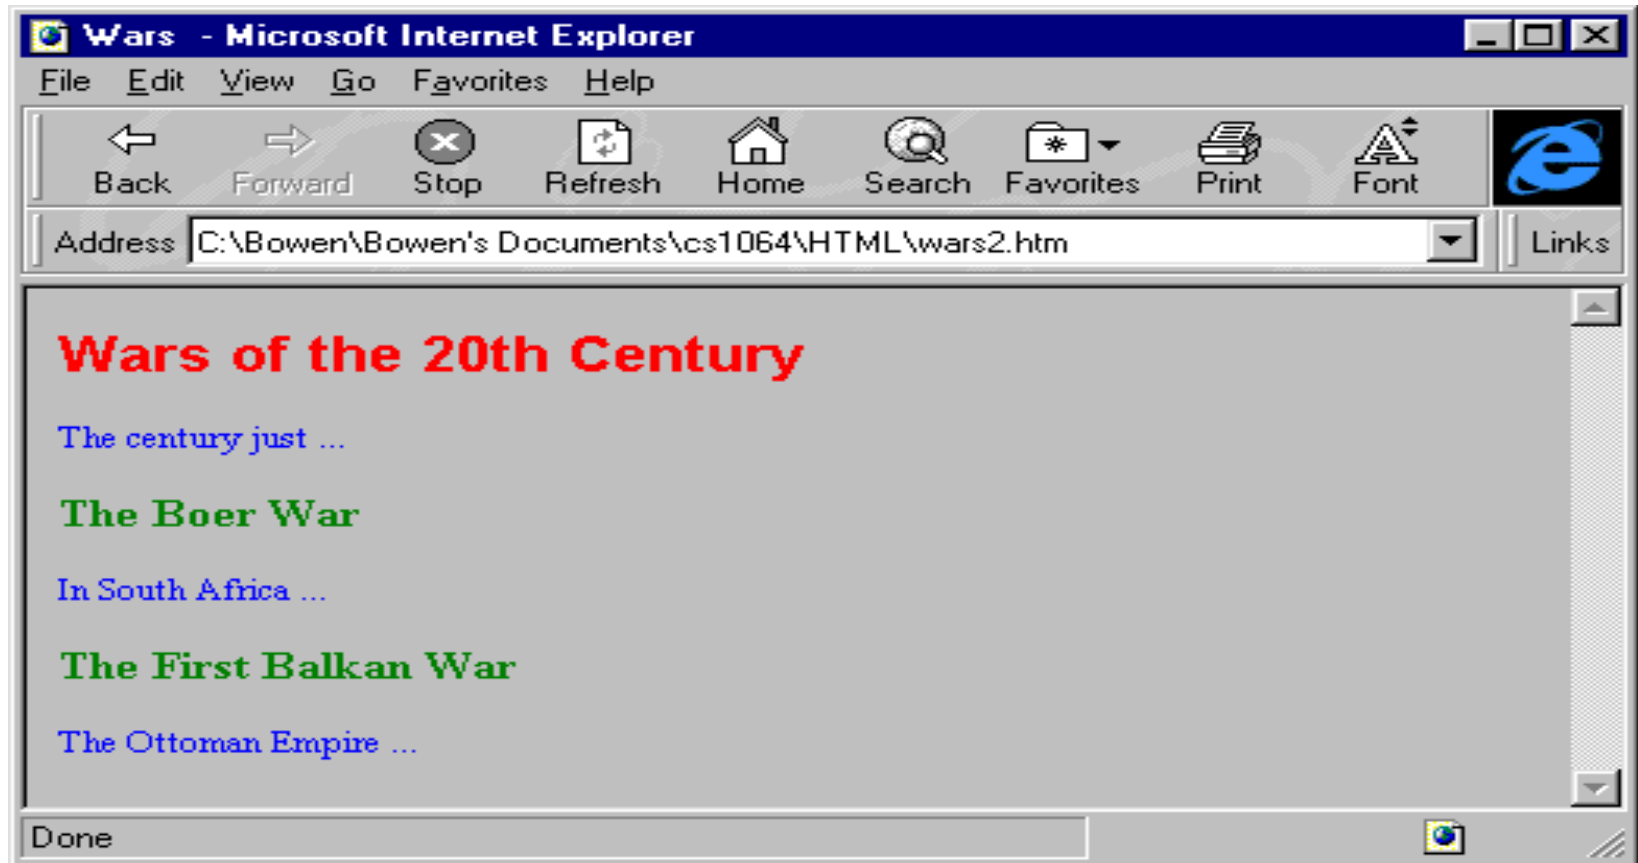 Wars - Microsoft Internet Explorer
File Edit View Go Favorites Help
Back Forward Stop Refresh Home Search Favorites Print Font
Address C:\Bowen\Bowen's Documents\cs1064\HTML\wars2.htm Links
Wars of the 20th Century
The century just ...
The Boer War
In South Africa ...
The First Balkan War
The Ottoman Empire ...
Done